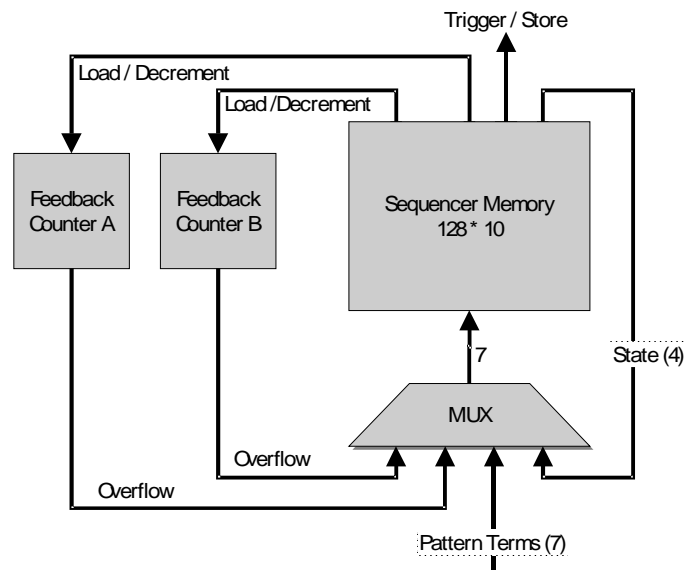 Trigger / Store
Load / Decrement
Load /Decrement
Feedback
Counter A
Feedback
Counter B
Sequencer Memory
128 * 10
7
State (4)
MUX
Overflow
Overflow
Pattern Terms (7)